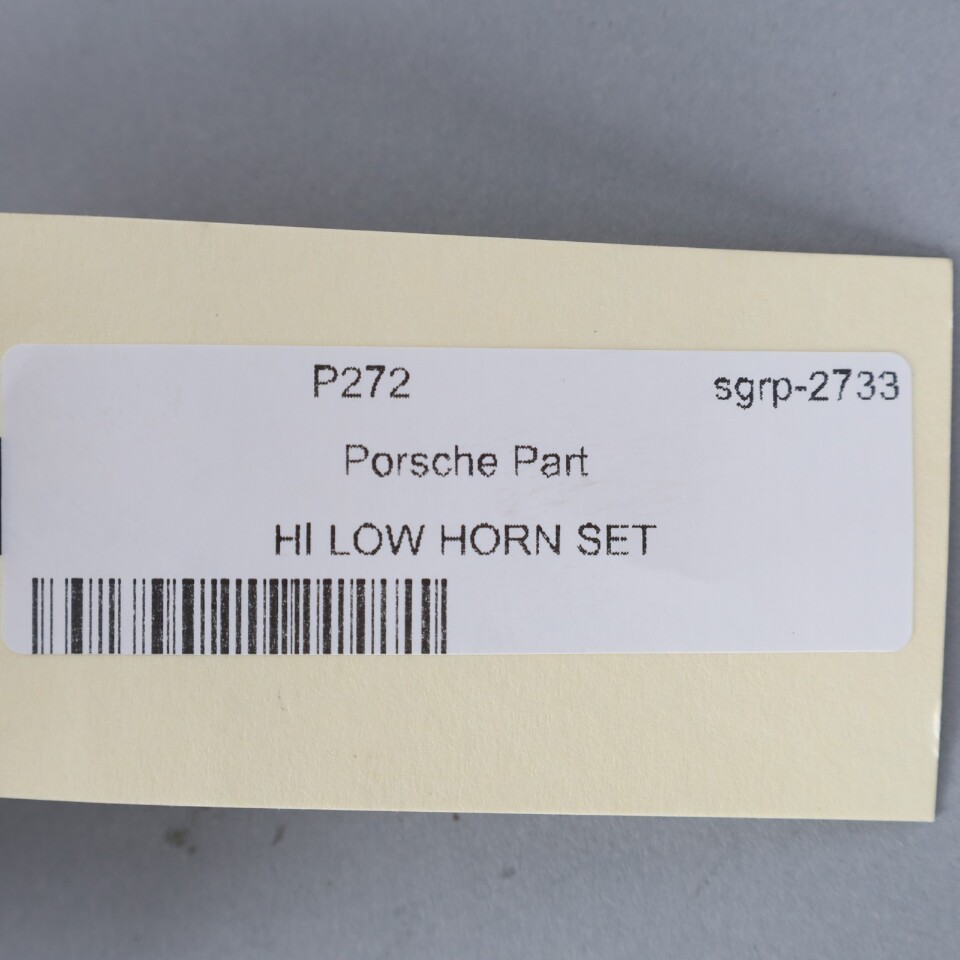 P272 sgrp-2733
Porsche Part
HI LOW HORN SET